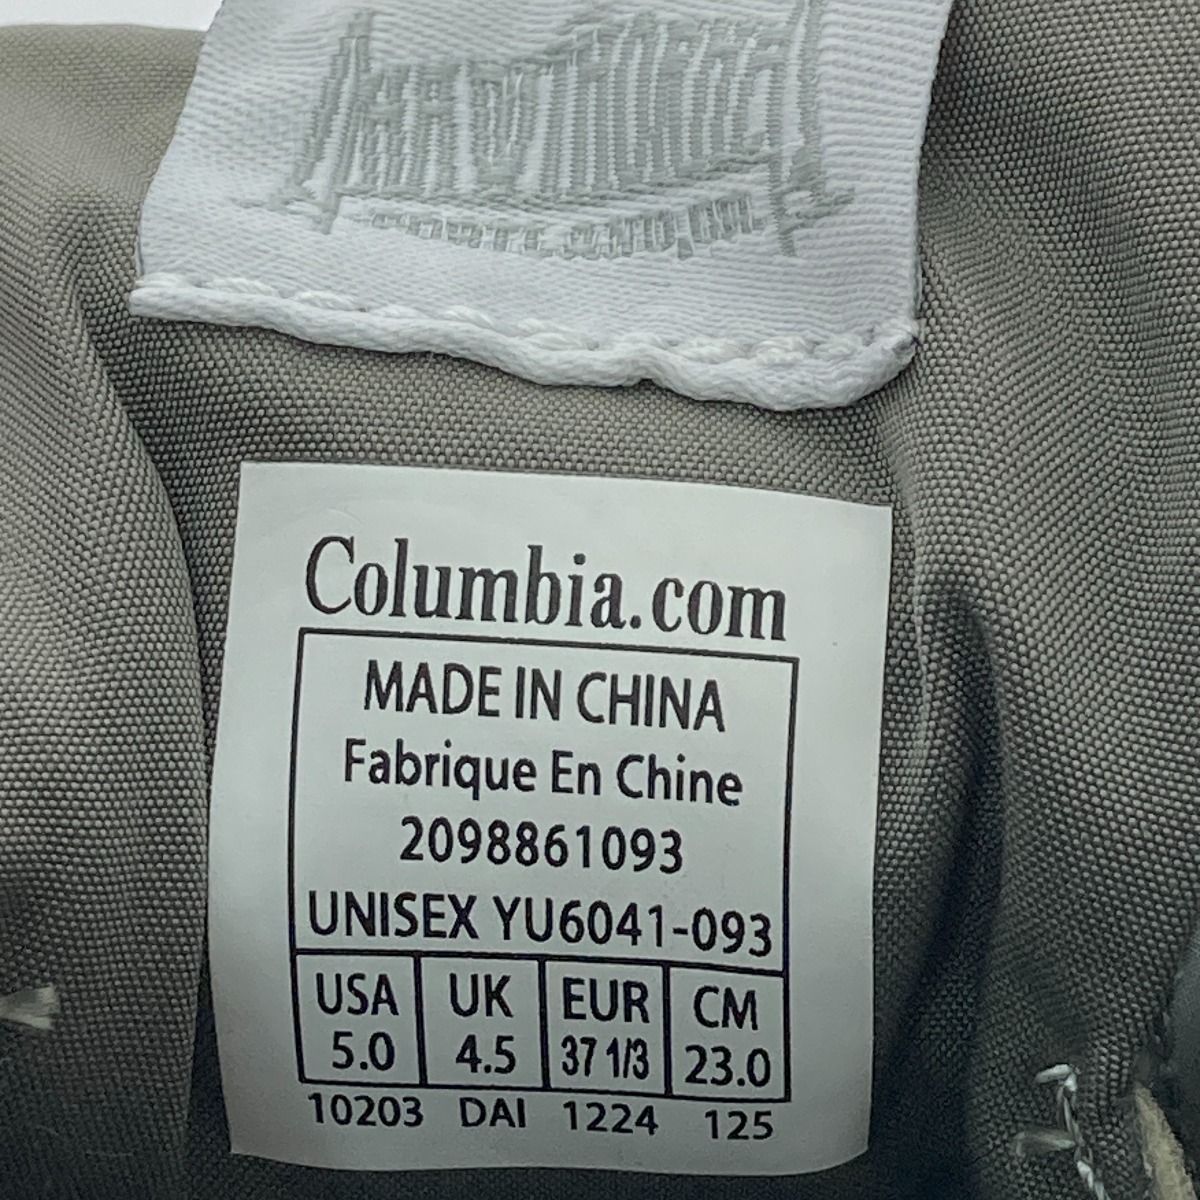 Columbia.com
MADE IN CHINA
Fabrique En Chine
2098861093
UNISEX YU6041-093
USA UK EUR CM
5.0 4.5 37 1/3 23.0
10203 DAI 1224 125